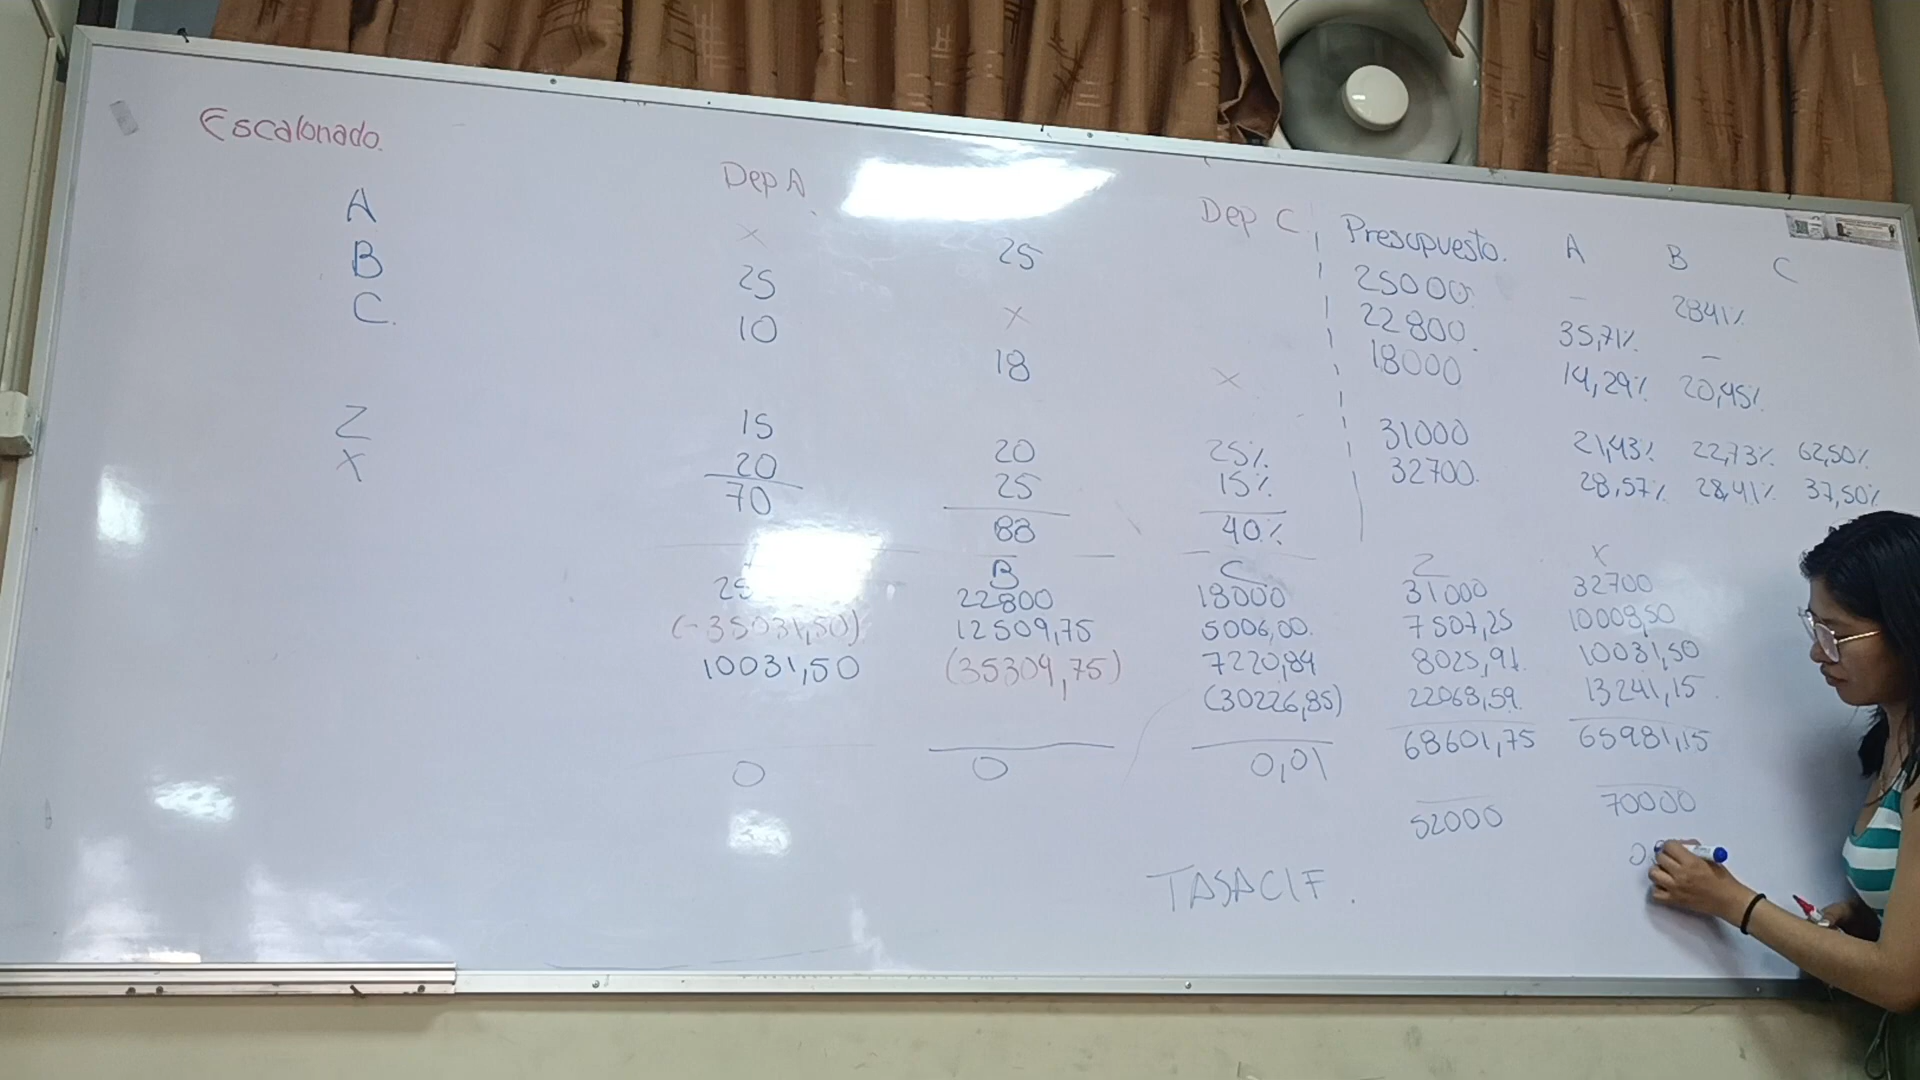 Escalonado.
Dep A. Dep C. Presupuesto. A B C
A x 25 25000. - 2841%
B 25 x 22800. 35,71% -
C. 10 18 x 18000 14,29% 20,45%
Z 15 20 25% 31000 21,43% 22,73% 62,50%
X 20 25 15% 32700. 28,57% 28,41% 37,50%
70 88 40%
B C Z X
22800 18000 31000 32700
(-35031,50) 12509,75 5006,00. 7507,25 10008,50
10031,50 (35309,75) 7220,84 8025,91. 10031,50
(30226,85) 22068,59. 13241,15
0 0 0,01 68601,75 65981,15
52000 70000
TASACIF.